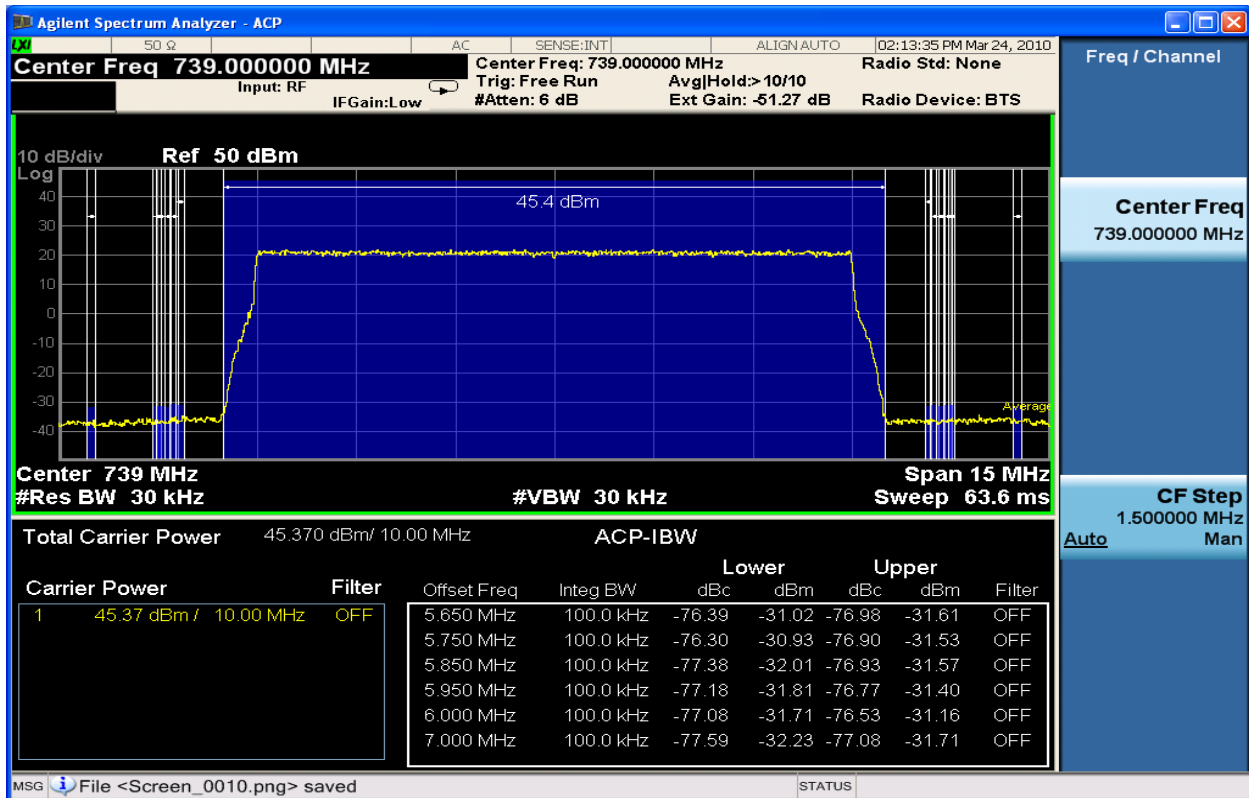 Agilent Spectrum Analyzer - ACP
LXI 50 Ω AC SENSE:INT ALIGN AUTO 02:13:35 PM Mar 24, 2010
Center Freq 739.000000 MHz
Input: RF
IFGain:Low
Center Freq: 739.000000 MHz
Trig: Free Run Avg|Hold:>10/10
#Atten: 6 dB Ext Gain: -51.27 dB
Radio Std: None
Radio Device: BTS
10 dB/div Ref 50 dBm
Log
40
30
20
10
0
-10
-20
-30
-40
45.4 dBm
Average
Center 739 MHz Span 15 MHz
#Res BW 30 kHz #VBW 30 kHz Sweep 63.6 ms
Total Carrier Power 45.370 dBm/ 10.00 MHz ACP-IBW
Lower Upper
Carrier Power Filter Offset Freq Integ BW dBc dBm dBc dBm Filter
1 45.37 dBm / 10.00 MHz OFF
5.650 MHz 100.0 kHz -76.39 -31.02 -76.98 -31.61 OFF
5.750 MHz 100.0 kHz -76.30 -30.93 -76.90 -31.53 OFF
5.850 MHz 100.0 kHz -77.38 -32.01 -76.93 -31.57 OFF
5.950 MHz 100.0 kHz -77.18 -31.81 -76.77 -31.40 OFF
6.000 MHz 100.0 kHz -77.08 -31.71 -76.53 -31.16 OFF
7.000 MHz 100.0 kHz -77.59 -32.23 -77.08 -31.71 OFF
MSG File <Screen_0010.png> saved STATUS
Freq / Channel
Center Freq
739.000000 MHz
CF Step
1.500000 MHz
Auto Man